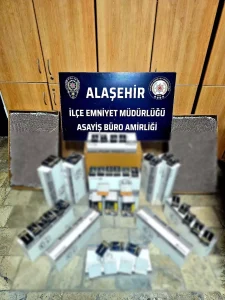 ALAŞEHİR
İLÇE EMNİYET MÜDÜRLÜĞÜ
ASAYİŞ BÜRO AMİRLİĞİ